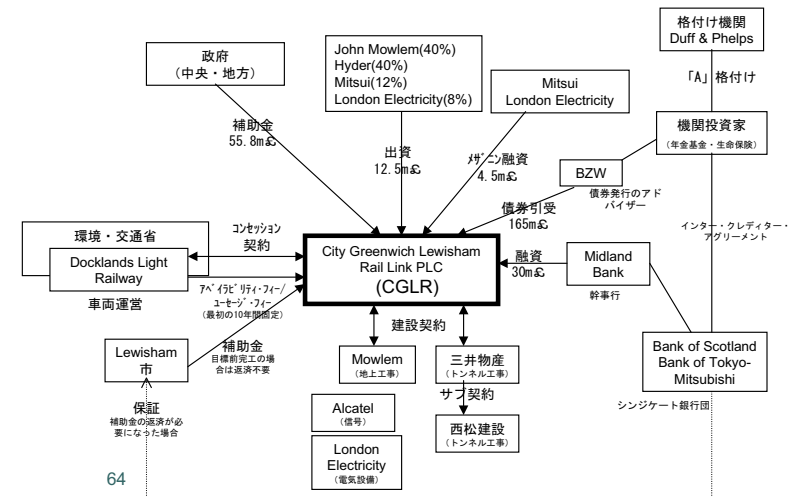 政府
（中央・地方）
John Mowlem(40%)
Hyder(40%)
Mitsui(12%)
London Electricity(8%)
Mitsui
London Electricity
格付け機関
Duff & Phelps
「A」格付け
機関投資家
（年金基金・生命保険）
補助金
55.8m£
出資
12.5m£
ﾒｻﾞﾆﾝ融資
4.5m£
BZW
債券発行のアド
バイザー
債券引受
165m£
インター・クレディター・
アグリーメント
環境・交通省
Docklands Light
Railway
車両運営
ｺﾝｾｯｼｮﾝ
契約
City Greenwich Lewisham
Rail Link PLC
(CGLR)
融資
30m£
Midland
Bank
幹事行
ｱﾍﾞｲﾗﾋﾞﾘﾃｨ･ﾌｨｰ/
ﾕｰｾｰｼﾞ･ﾌｨｰ
（最初の10年間固定）
建設契約
Lewisham
市
補助金
目標前完工の場
合は返済不要
Mowlem
（地上工事）
三井物産
（トンネル工事）
サブ契約
西松建設
（トンネル工事）
Bank of Scotland
Bank of Tokyo-
Mitsubishi
シンジケート銀行団
保証
補助金の返済が必
要になった場合
Alcatel
（信号）
London
Electricity
（電気設備）
64